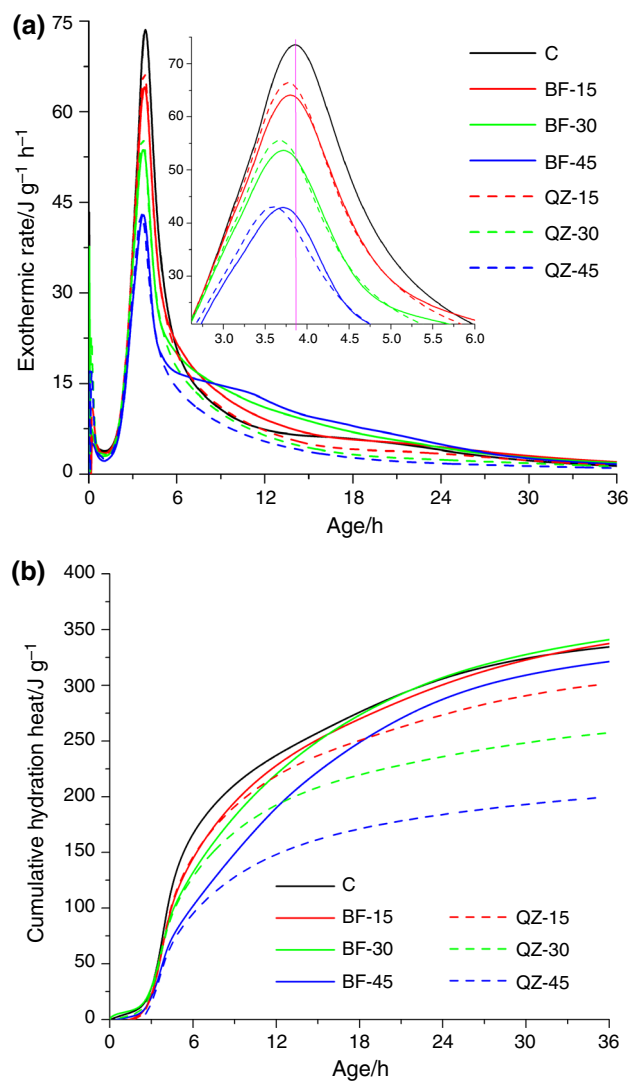 (a)
75
60
45
30
15
0
Exothermic rate/J g⁻¹ h⁻¹
0 6 12 18 24 30 36
Age/h
70
60
50
40
30
3.0 3.5 4.0 4.5 5.0 5.5 6.0
C
BF-15
BF-30
BF-45
QZ-15
QZ-30
QZ-45
(b)
400
350
300
250
200
150
100
50
0
Cumulative hydration heat/J g⁻¹
0 6 12 18 24 30 36
Age/h
C
BF-15 QZ-15
BF-30 QZ-30
BF-45 QZ-45